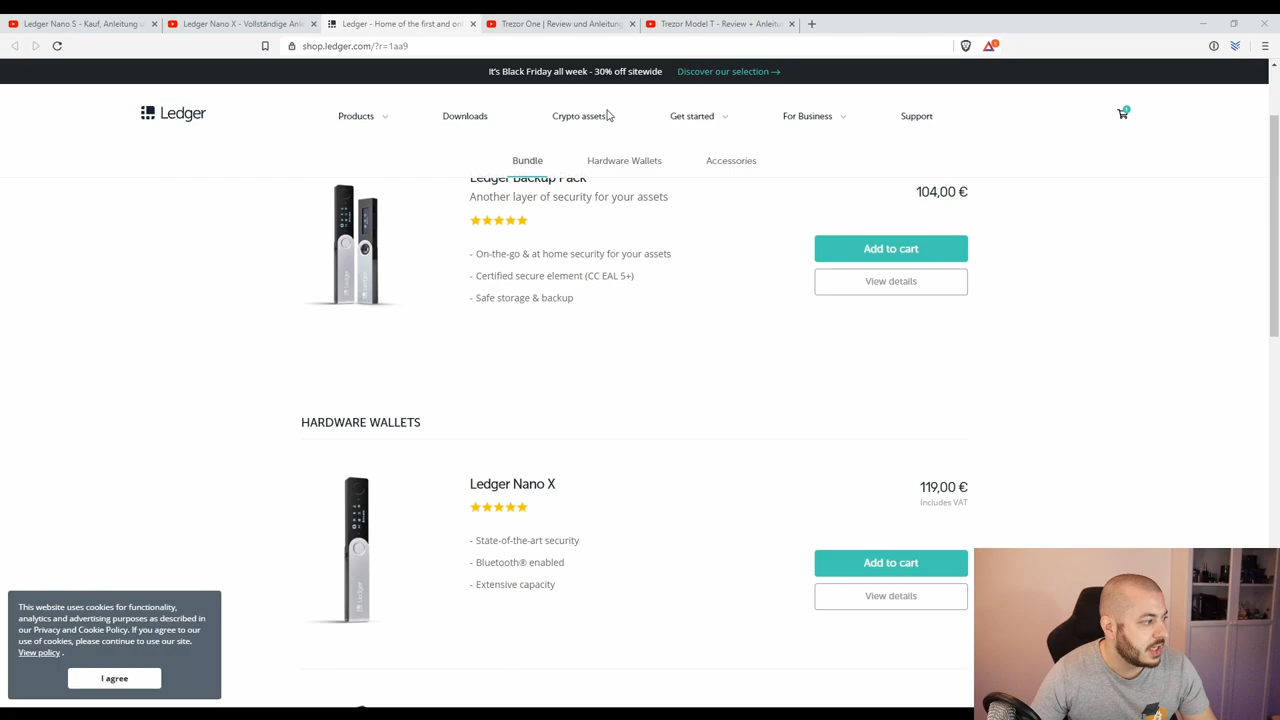 Ledger Nano S - Kauf, Anleitung u
Ledger Nano X - Vollständige Anle
Ledger - Home of the first and on
Trezor One | Review und Anleitung
Trezor Model T - Review + Anleitu
shop.ledger.com/?r=1aa9
It's Black Friday all week - 30% off sitewide Discover our selection →
Ledger
Products
Downloads
Crypto assets
Get started
For Business
Support
1
Bundle
Hardware Wallets
Accessories
Ledger Backup Pack
Another layer of security for your assets
104,00 €
- On-the-go & at home security for your assets
- Certified secure element (CC EAL 5+)
- Safe storage & backup
Add to cart
View details
HARDWARE WALLETS
Ledger Nano X
119,00 €
Includes VAT
- State-of-the-art security
- Bluetooth® enabled
- Extensive capacity
Add to cart
View details
This website uses cookies for functionality,
analytics and advertising purposes as described in
our Privacy and Cookie Policy. If you agree to our
use of cookies, please continue to use our site.
View policy .
I agree